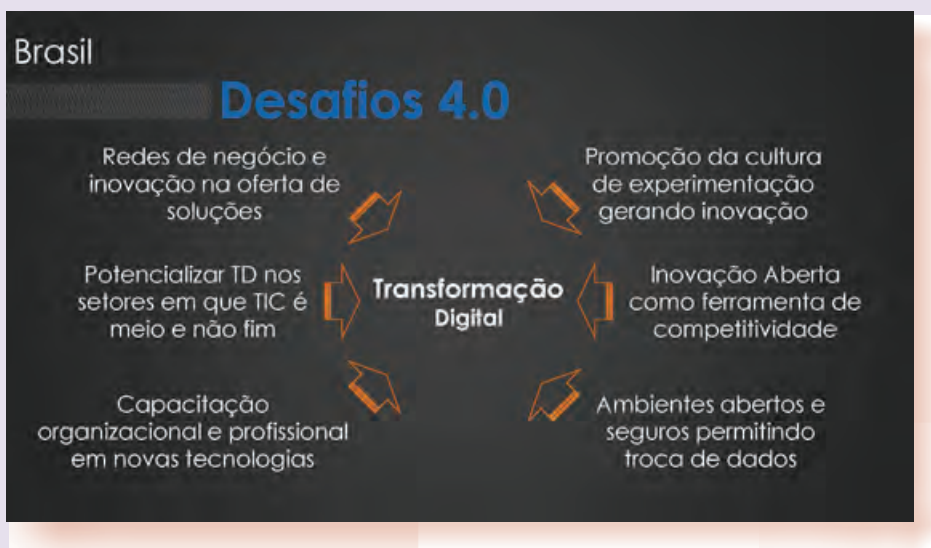 Brasil
Desafios 4.0
Redes de negócio e
inovação na oferta de
soluções
Potencializar TD nos
setores em que TIC é
meio e não fim
Capacitação
organizacional e profissional
em novas tecnologias
Transformação
Digital
Promoção da cultura
de experimentação
gerando inovação
Inovação Aberta
como ferramenta de
competitividade
Ambientes abertos e
seguros permitindo
troca de dados